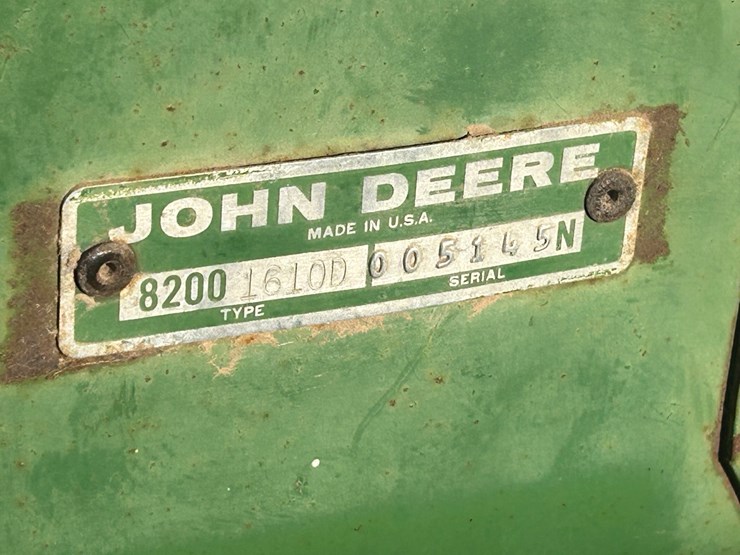 JOHN DEERE
MADE IN U.S.A.
8200 1610D 005145N
TYPE SERIAL